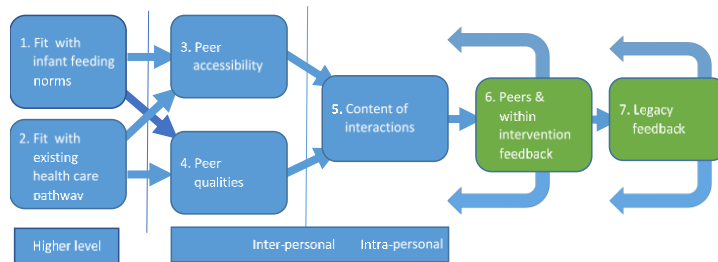 1. Fit with
infant feeding
norms
2. Fit with
existing
health care
pathway
3. Peer
accessibility
4. Peer
qualities
5. Content of
interactions
6. Peers &
within
intervention
feedback
7. Legacy
feedback
Higher level
Inter-personal Intra-personal